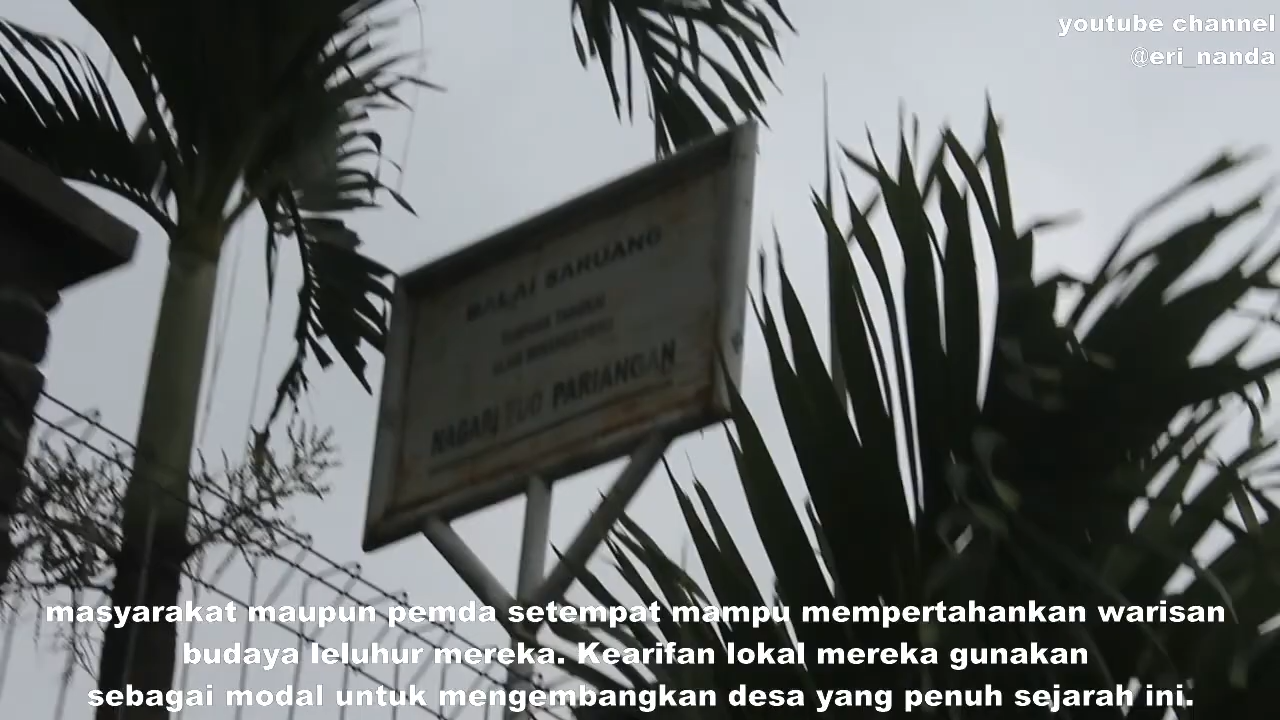 youtube channel
@eri_nanda
BALAI SARUANG
NAGARI TUO PARIANGAN
masyarakat maupun pemda setempat mampu mempertahankan warisan
budaya leluhur mereka. Kearifan lokal mereka gunakan
sebagai modal untuk mengembangkan desa yang penuh sejarah ini.